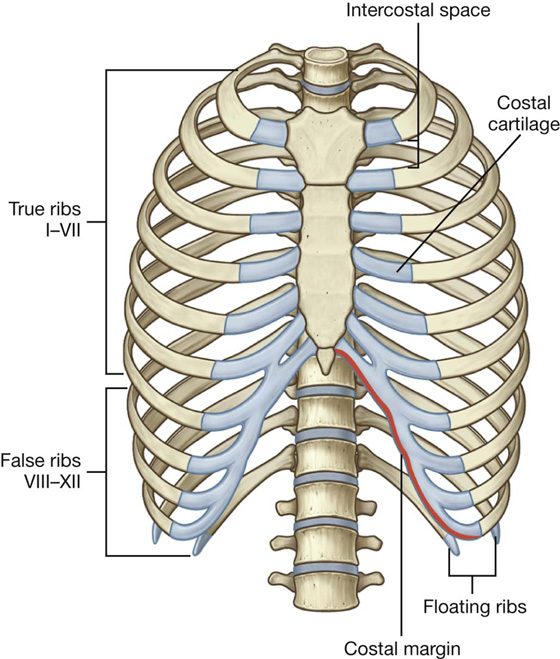 Intercostal space
Costal
cartilage
True ribs
I–VII
False ribs
VIII–XII
Floating ribs
Costal margin